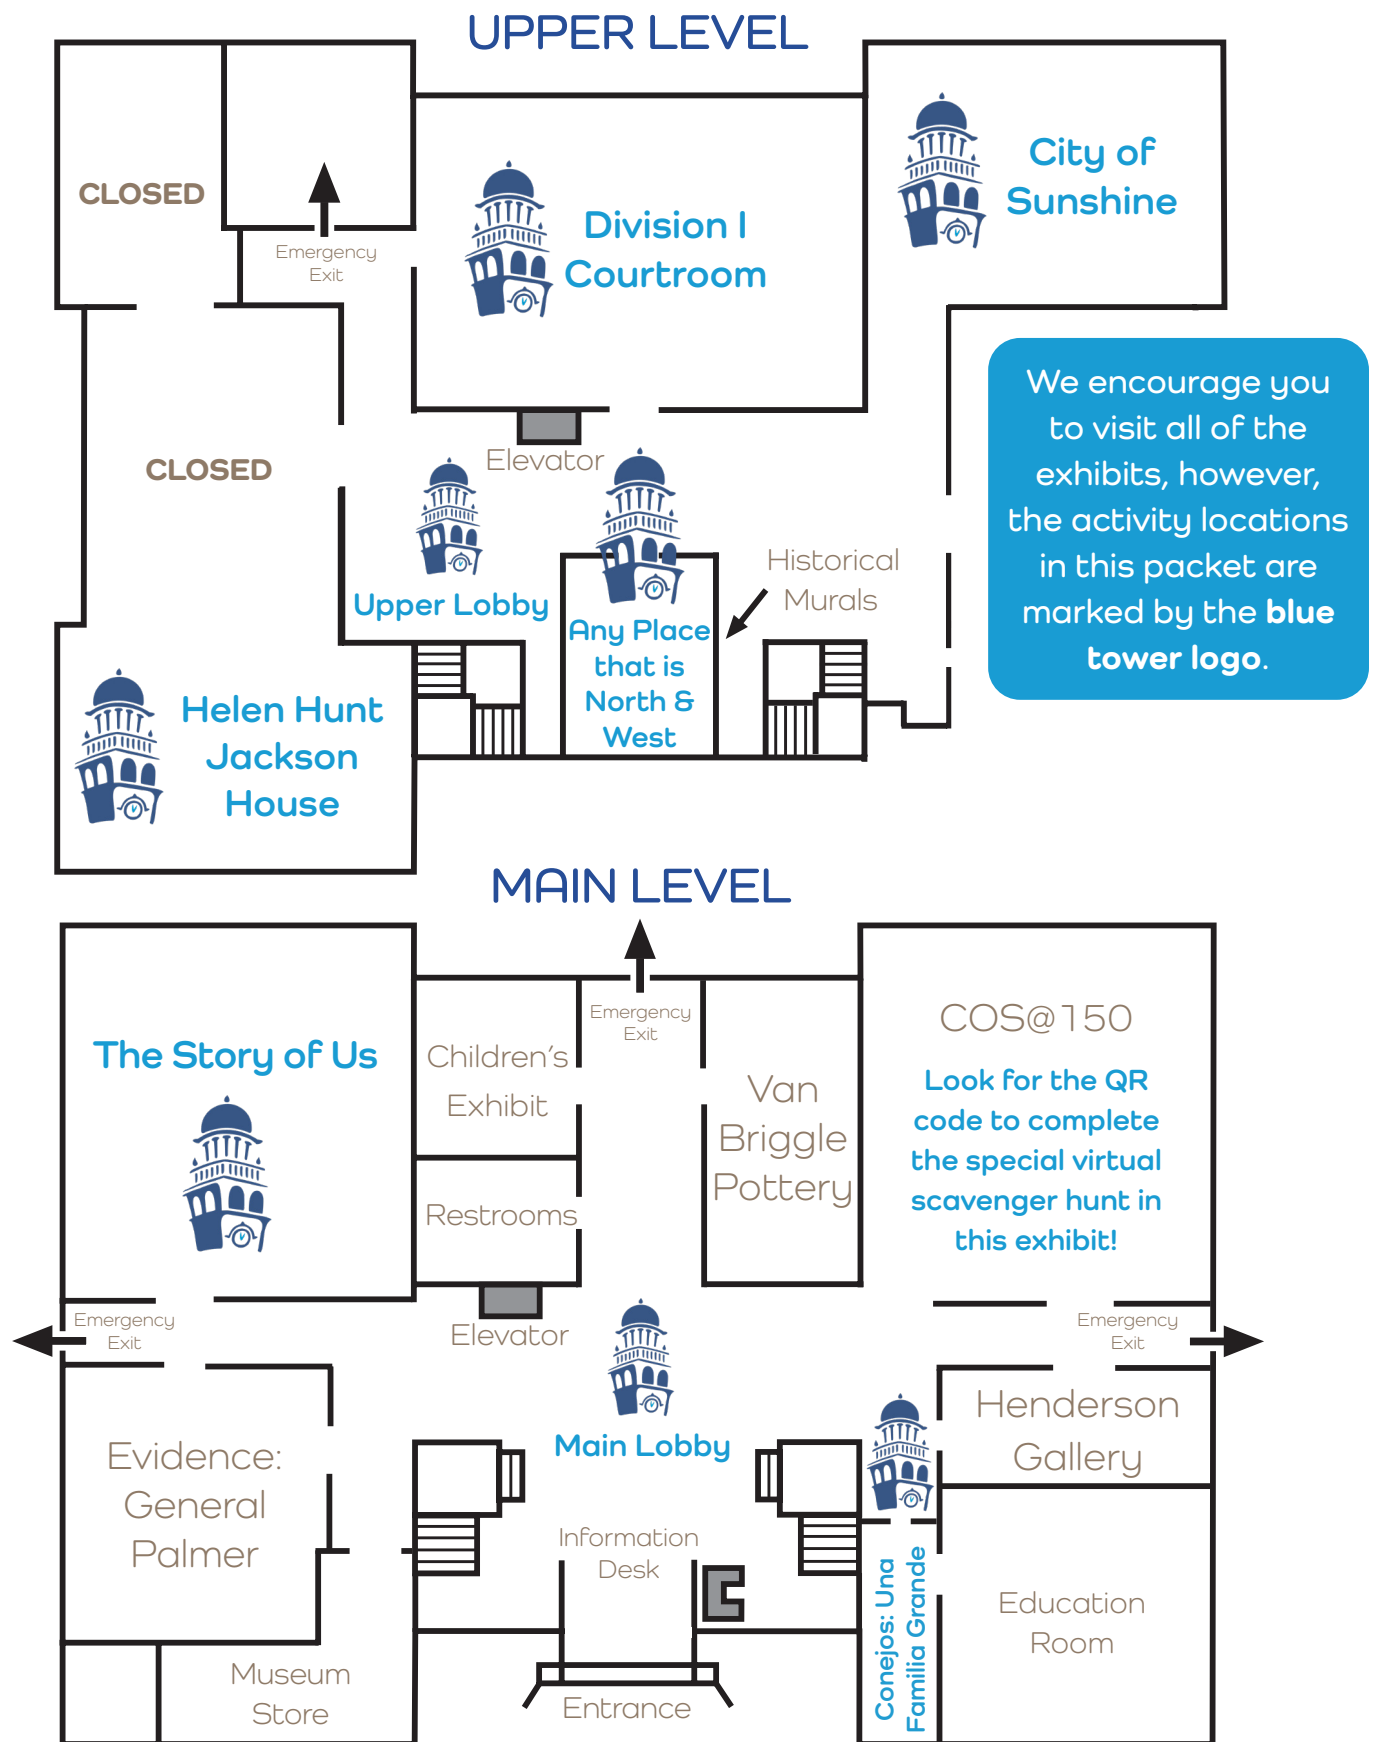 UPPER LEVEL
CLOSED
Emergency
Exit
Division I
Courtroom
City of
Sunshine
We encourage you
to visit all of the
exhibits, however,
the activity locations
in this packet are
marked by the blue
tower logo.
CLOSED
Elevator
Upper Lobby
Historical
Murals
Any Place
that is
North &
West
Helen Hunt
Jackson
House
MAIN LEVEL
The Story of Us
Children's
Exhibit
Emergency
Exit
Van
Briggle
Pottery
COS@150
Look for the QR
code to complete
the special virtual
scavenger hunt in
this exhibit!
Restrooms
Emergency
Exit
Elevator
Emergency
Exit
Main Lobby
Henderson
Gallery
Evidence:
General
Palmer
Information
Desk
Conejos: Una
Familia Grande
Education
Room
Museum
Store
Entrance